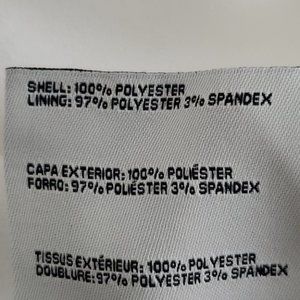 SHELL: 100% POLYESTER
LINING: 97% POLYESTER 3% SPANDEX
CAPA EXTERIOR: 100% POLIÉSTER
FORRO: 97% POLIÉSTER 3% SPANDEX
TISSUS EXTÉRIEUR: 100% POLYESTER
DOUBLURE: 97% POLYESTER 3% SPANDEX